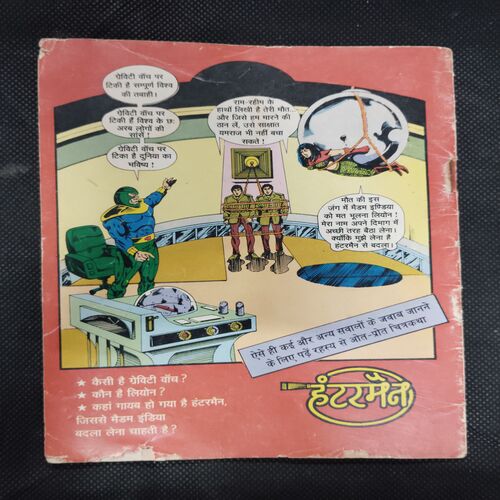 ग्रेविटी वॉच पर
टिकी है सम्पूर्ण विश्व
की तबाही !
ग्रेविटी वॉच पर
टिकी हैं विश्व के छः
अरब लोगों की
सांसें !
ग्रेविटी वॉच पर
टिका है दुनिया का
भविष्य !
राम-रहीम के
हाथों लिखी है तेरी मौत...
और जिसे हम मारने की
ठान लें, उसे साक्षात
यमराज भी नहीं बचा
सकते !
मौत की इस
जंग में मैडम इण्डिया
को मत भूलना लियोन !
मेरा नाम अपने दिमाग में
अच्छी तरह बैठा लेना।
क्योंकि मुझे लेना है
हंटरमैन से बदला।
ऐसे ही कई और अन्य सवालों के जवाब जानने
के लिए, पढ़ें रहस्य से ओत-प्रोत चित्रकथा
★ कैसी है ग्रेविटी वॉच ?
★ कौन है लियोन ?
★ कहां गायब हो गया है हंटरमैन,
जिससे मैडम इंडिया
बदला लेना चाहती है ?
हंटरमैन